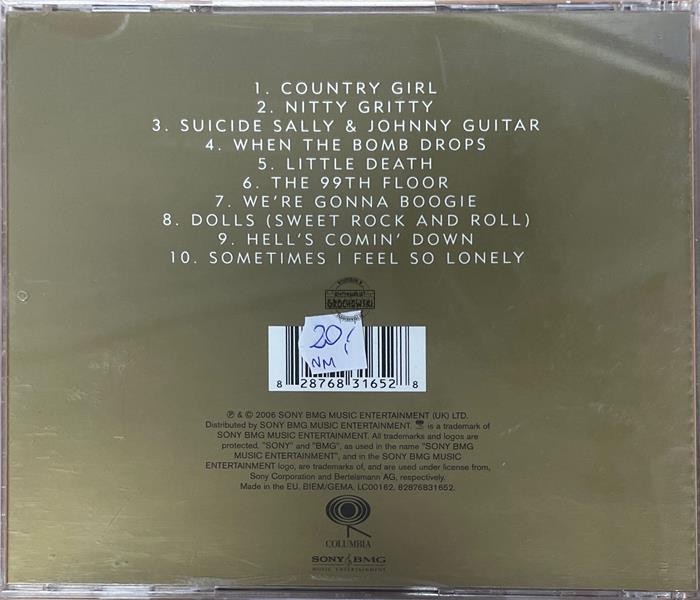 1. COUNTRY GIRL
2. NITTY GRITTY
3. SUICIDE SALLY & JOHNNY GUITAR
4. WHEN THE BOMB DROPS
5. LITTLE DEATH
6. THE 99TH FLOOR
7. WE'RE GONNA BOOGIE
8. DOLLS (SWEET ROCK AND ROLL)
9. HELL'S COMIN' DOWN
10. SOMETIMES I FEEL SO LONELY
GROCHOWSKI
20,-
NM
8 28768 31652 8
℗ & © 2006 SONY BMG MUSIC ENTERTAINMENT (UK) LTD.
Distributed by SONY BMG MUSIC ENTERTAINMENT. is a trademark of
SONY BMG MUSIC ENTERTAINMENT. All trademarks and logos are
protected. "SONY" and "BMG", as used in the name "SONY BMG
MUSIC ENTERTAINMENT", and in the SONY BMG MUSIC
ENTERTAINMENT logo, are trademarks of, and are used under license from,
Sony Corporation and Bertelsmann AG, respectively.
Made in the EU. BIEM/GEMA. LC00162. 82876831652.
COLUMBIA
SONY BMG
MUSIC ENTERTAINMENT